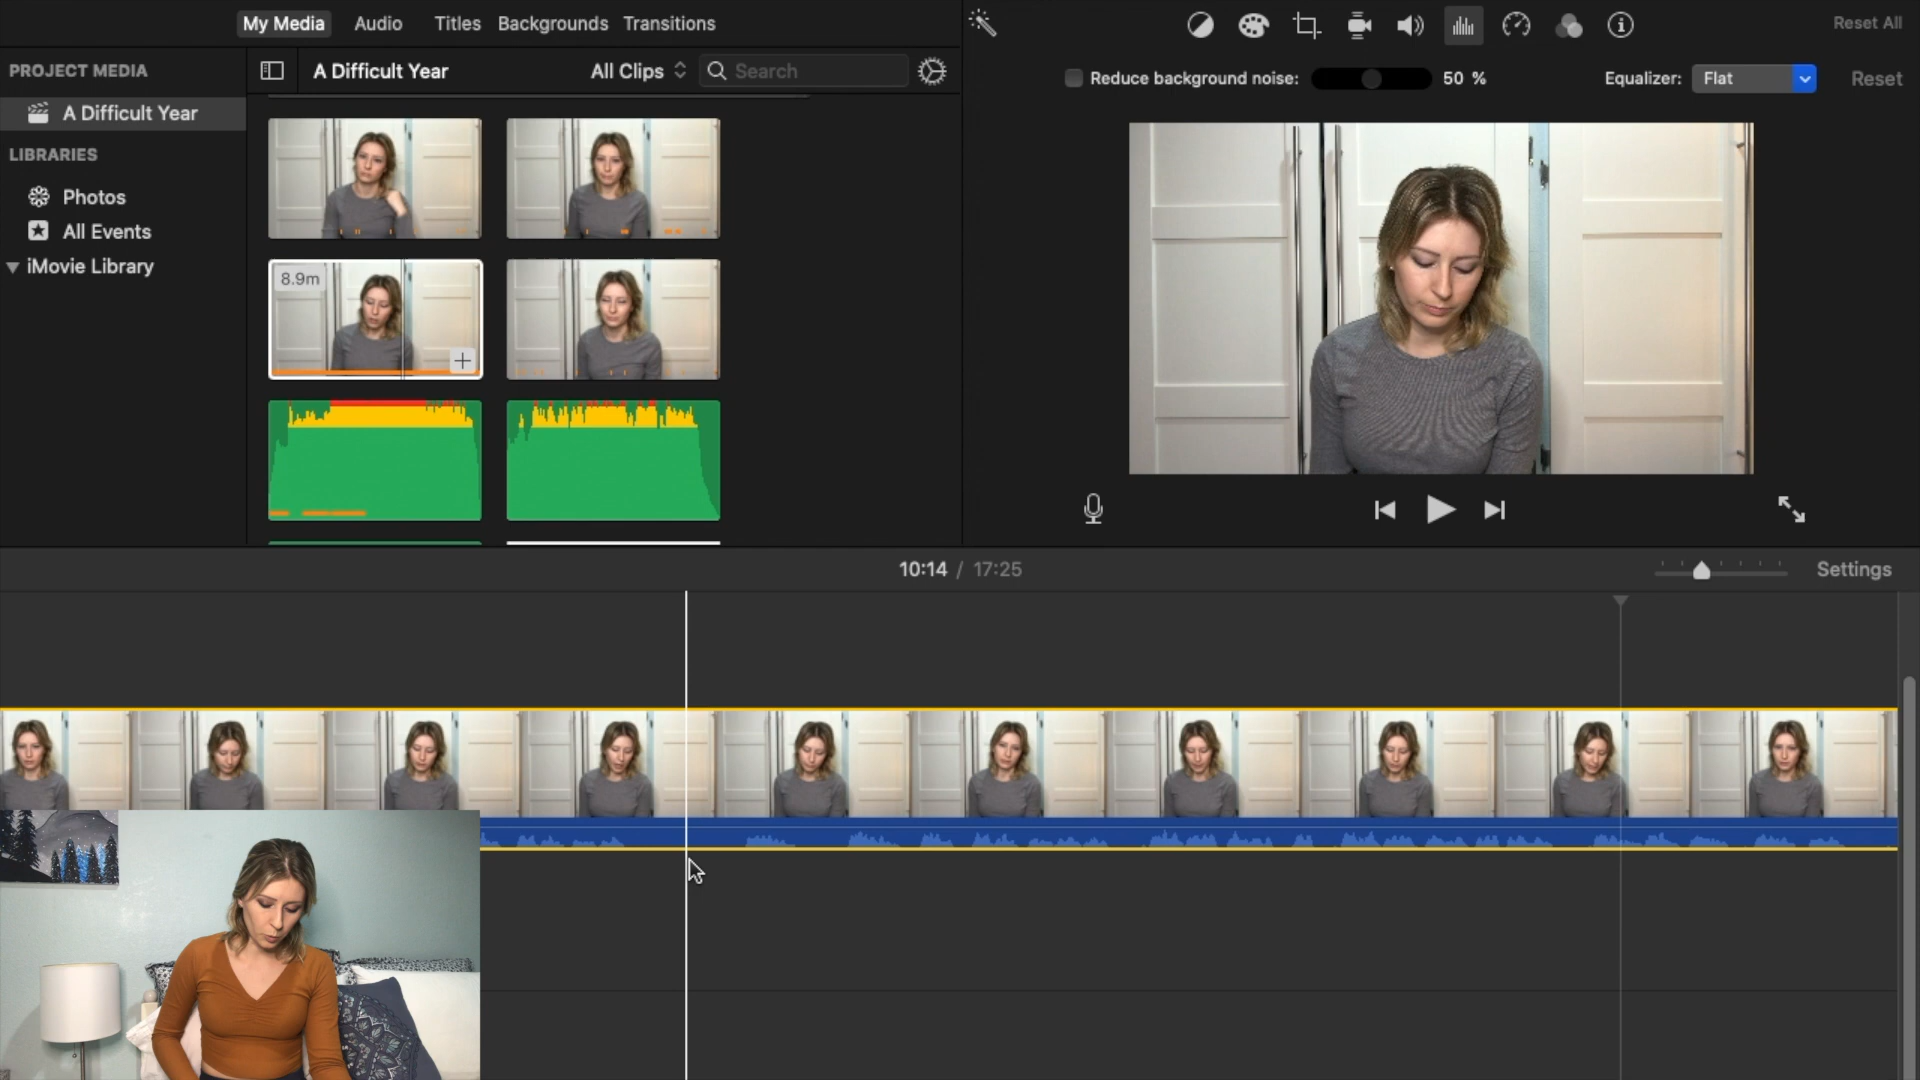 My Media Audio Titles Backgrounds Transitions
Reset All
PROJECT MEDIA
A Difficult Year All Clips Search
Reduce background noise: 50 % Equalizer: Flat Reset
A Difficult Year
LIBRARIES
Photos
All Events
iMovie Library
8.9m
10:14 / 17:25
Settings